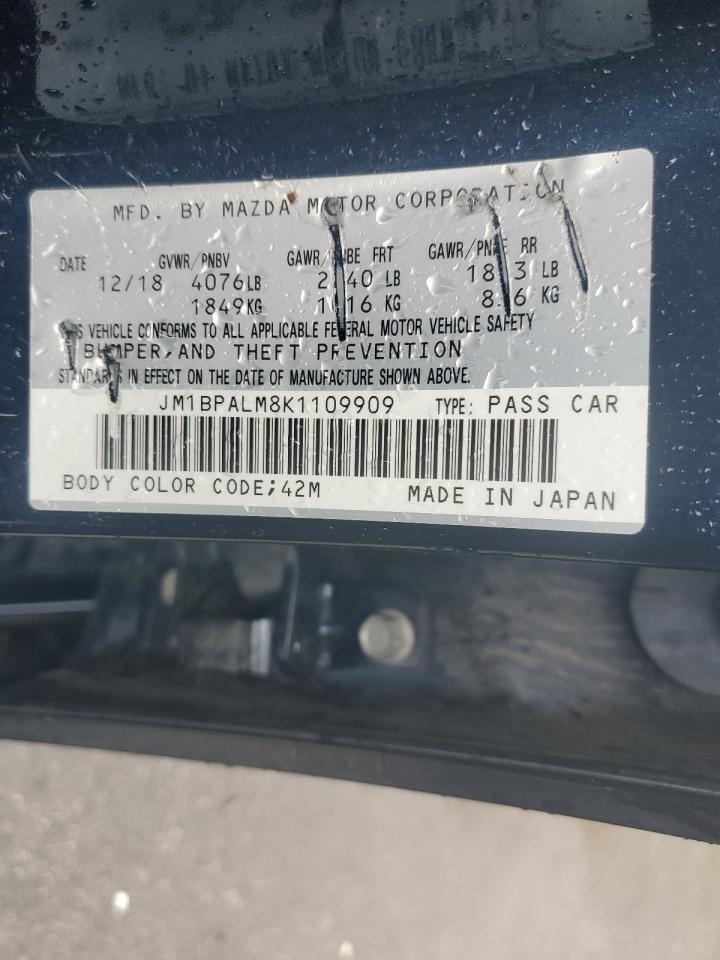 MFD. BY MAZDA MOTOR CORPORATION
DATE GVWR/PNBV GAWR/PNBE FRT GAWR/PNBE RR
12/18 4076LB LB LB
1849KG KG KG
THIS VEHICLE CONFORMS TO ALL APPLICABLE FEDERAL MOTOR VEHICLE SAFETY
BUMPER, AND THEFT PREVENTION
STANDARDS IN EFFECT ON THE DATE OF MANUFACTURE SHOWN ABOVE.
JM1BPALM8K1109909 TYPE: PASS CAR
BODY COLOR CODE;42M MADE IN JAPAN